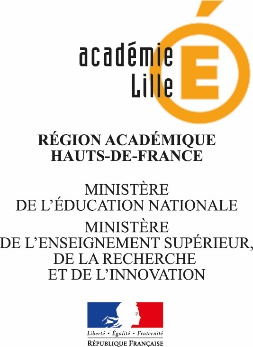 académie
Lille
É
RÉGION ACADÉMIQUE
HAUTS-DE-FRANCE
MINISTÈRE
DE L'ÉDUCATION NATIONALE
MINISTÈRE
DE L'ENSEIGNEMENT SUPÉRIEUR,
DE LA RECHERCHE
ET DE L'INNOVATION
Liberté • Égalité • Fraternité
RÉPUBLIQUE FRANÇAISE